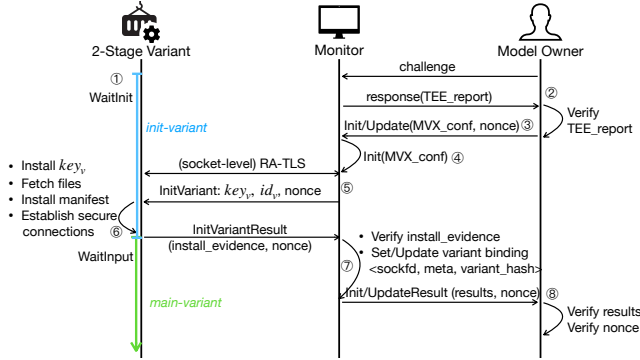 2-Stage Variant
Monitor
Model Owner
①
challenge
WaitInit
②
response(TEE_report)
Verify
TEE_report
init-variant
Init/Update(MVX_conf, nonce)③
Init(MVX_conf) ④
(socket-level) RA-TLS
• Install key_v
• Fetch files
• Install manifest
• Establish secure
connections
InitVariant: key_v, id_v, nonce
⑤
⑥
InitVariantResult
(install_evidence, nonce)
WaitInput
• Verify install_evidence
• Set/Update variant binding
<sockfd, meta, variant_hash>
⑦
main-variant
Init/UpdateResult (results, nonce)
⑧
Verify results
Verify nonce